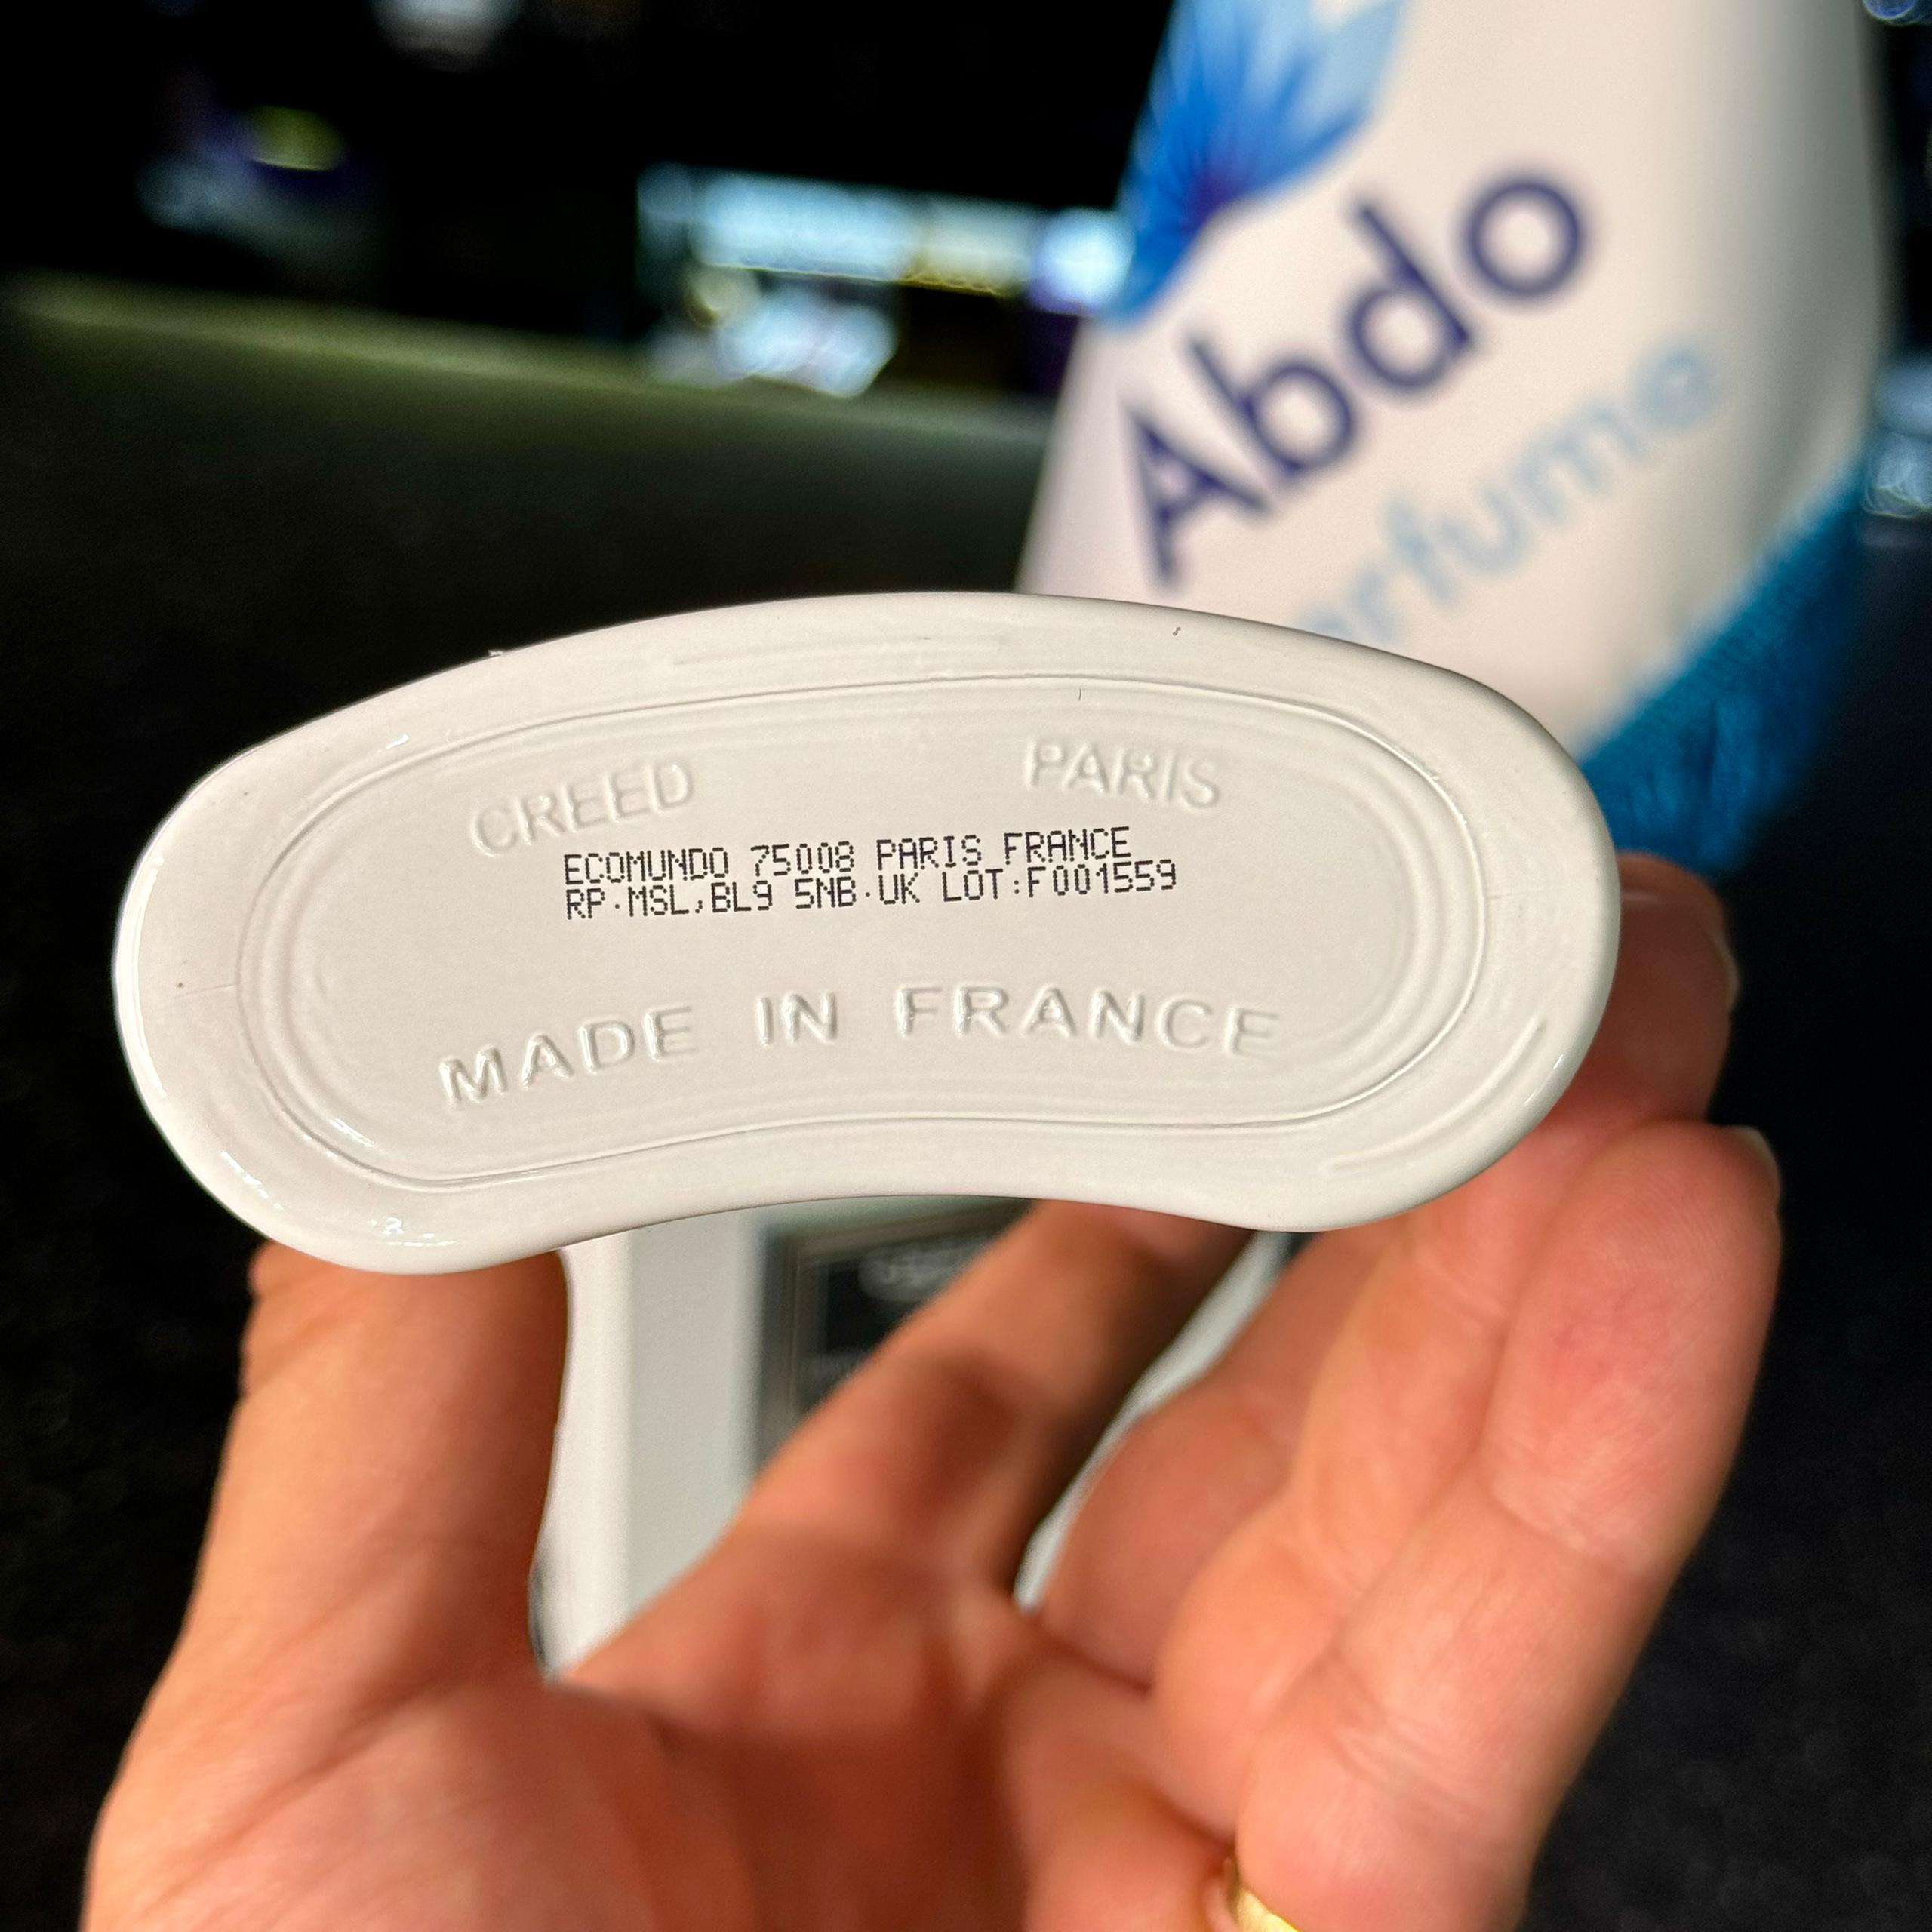 Abdo
CREED PARIS
ECOMUNDO 75008 PARIS FRANCE
RP.MSL,BL9 5NB.UK LOT:F001559
MADE IN FRANCE